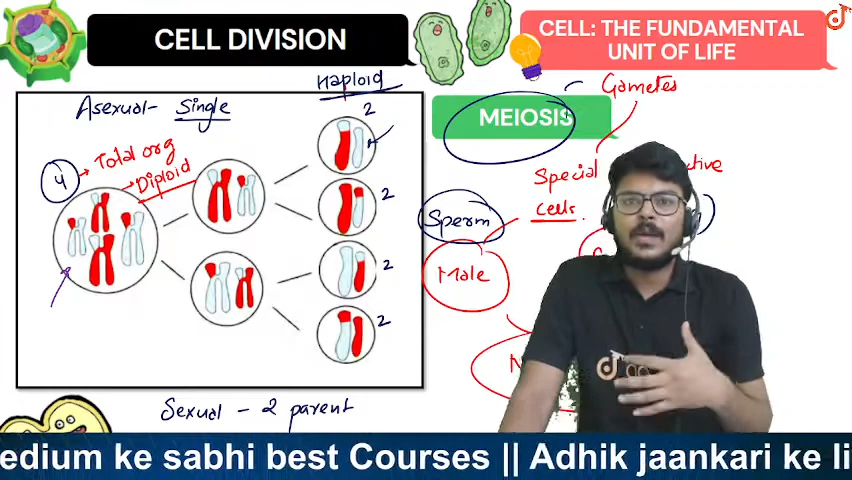 CELL DIVISION
CELL: THE FUNDAMENTAL
UNIT OF LIFE
Haploid
Asexual- Single
2
MEIOSIS
Gametes
4
Total org
Diploid
Special
ctive
cells.
2
Sperm
2
Male
2
Sexual - 2 parent
edium ke sabhi best Courses || Adhik jaankari ke li